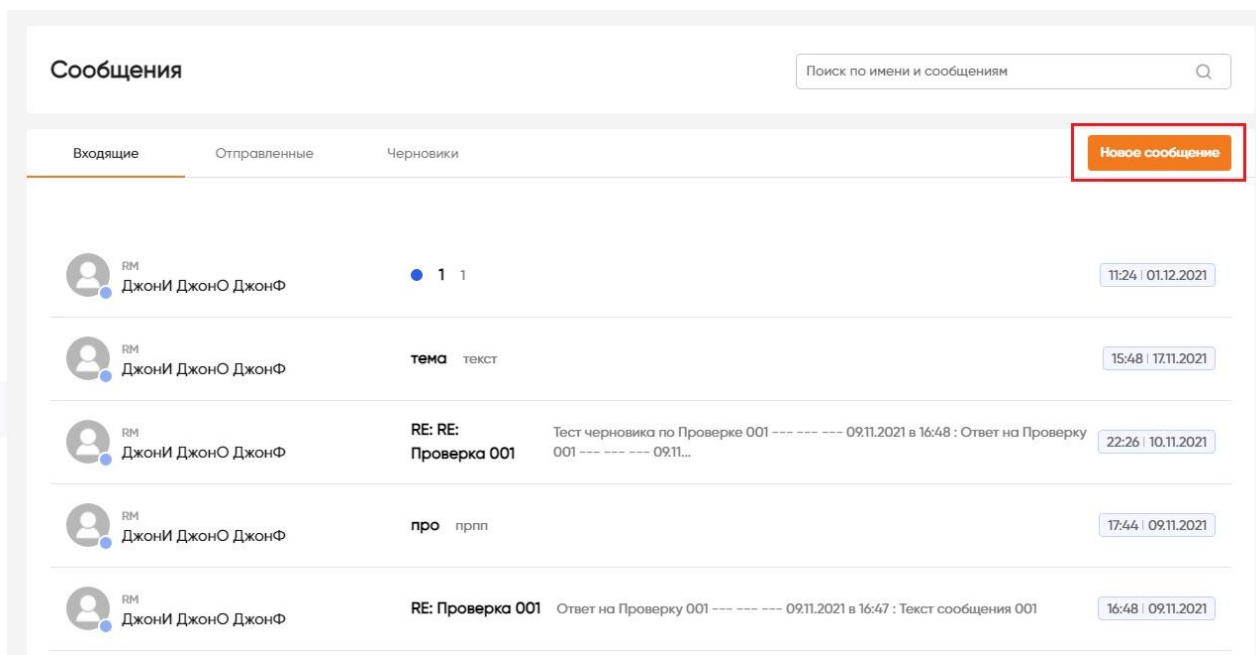 Сообщения
Поиск по имени и сообщениям
Входящие Отправленные Черновики Новое сообщение
RM
ДжонИ ДжонО ДжонФ 1 1 11:24 | 01.12.2021
RM
ДжонИ ДжонО ДжонФ тема текст 15:48 | 17.11.2021
RM
ДжонИ ДжонО ДжонФ
RE: RE:
Проверка 001
Тест черновика по Проверке 001 --- --- --- 09.11.2021 в 16:48 : Ответ на Проверку
001 --- --- --- 09.11...
22:26 | 10.11.2021
RM
ДжонИ ДжонО ДжонФ про прпп 17:44 | 09.11.2021
RM
ДжонИ ДжонО ДжонФ RE: Проверка 001 Ответ на Проверку 001 --- --- --- 09.11.2021 в 16:47 : Текст сообщения 001 16:48 | 09.11.2021